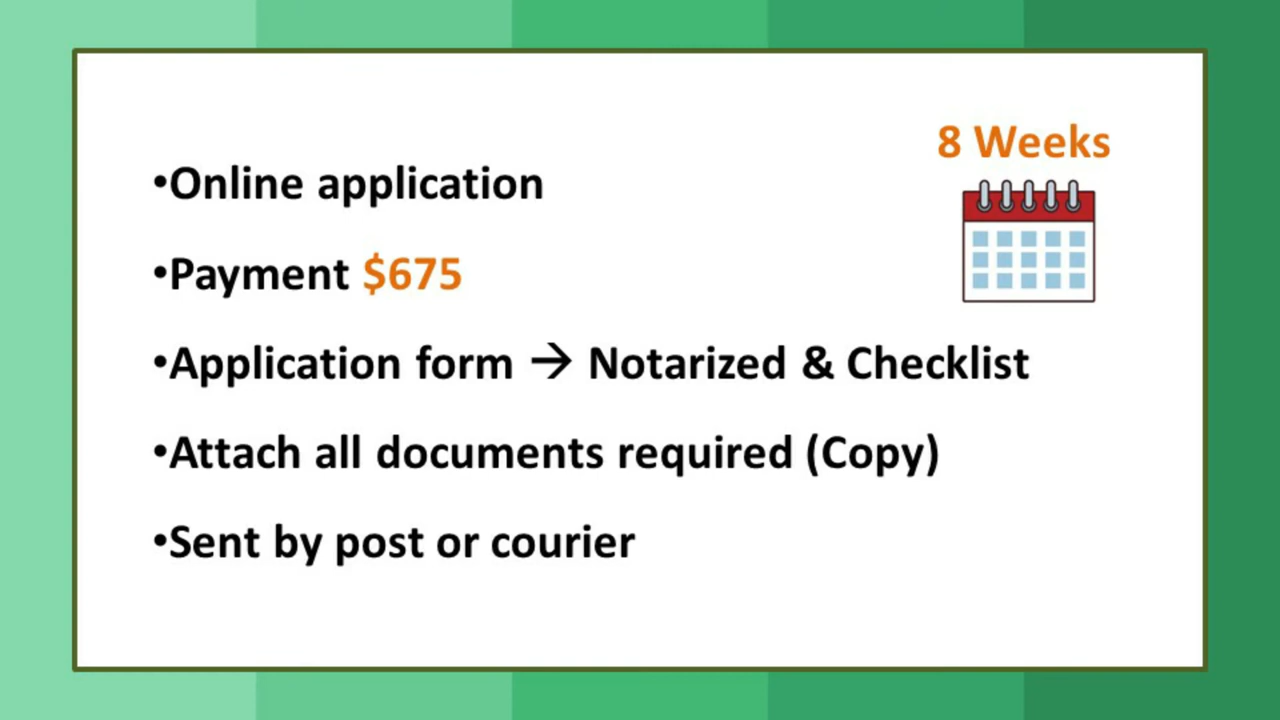 8 Weeks
•Online application
•Payment $675
•Application form → Notarized & Checklist
•Attach all documents required (Copy)
•Sent by post or courier